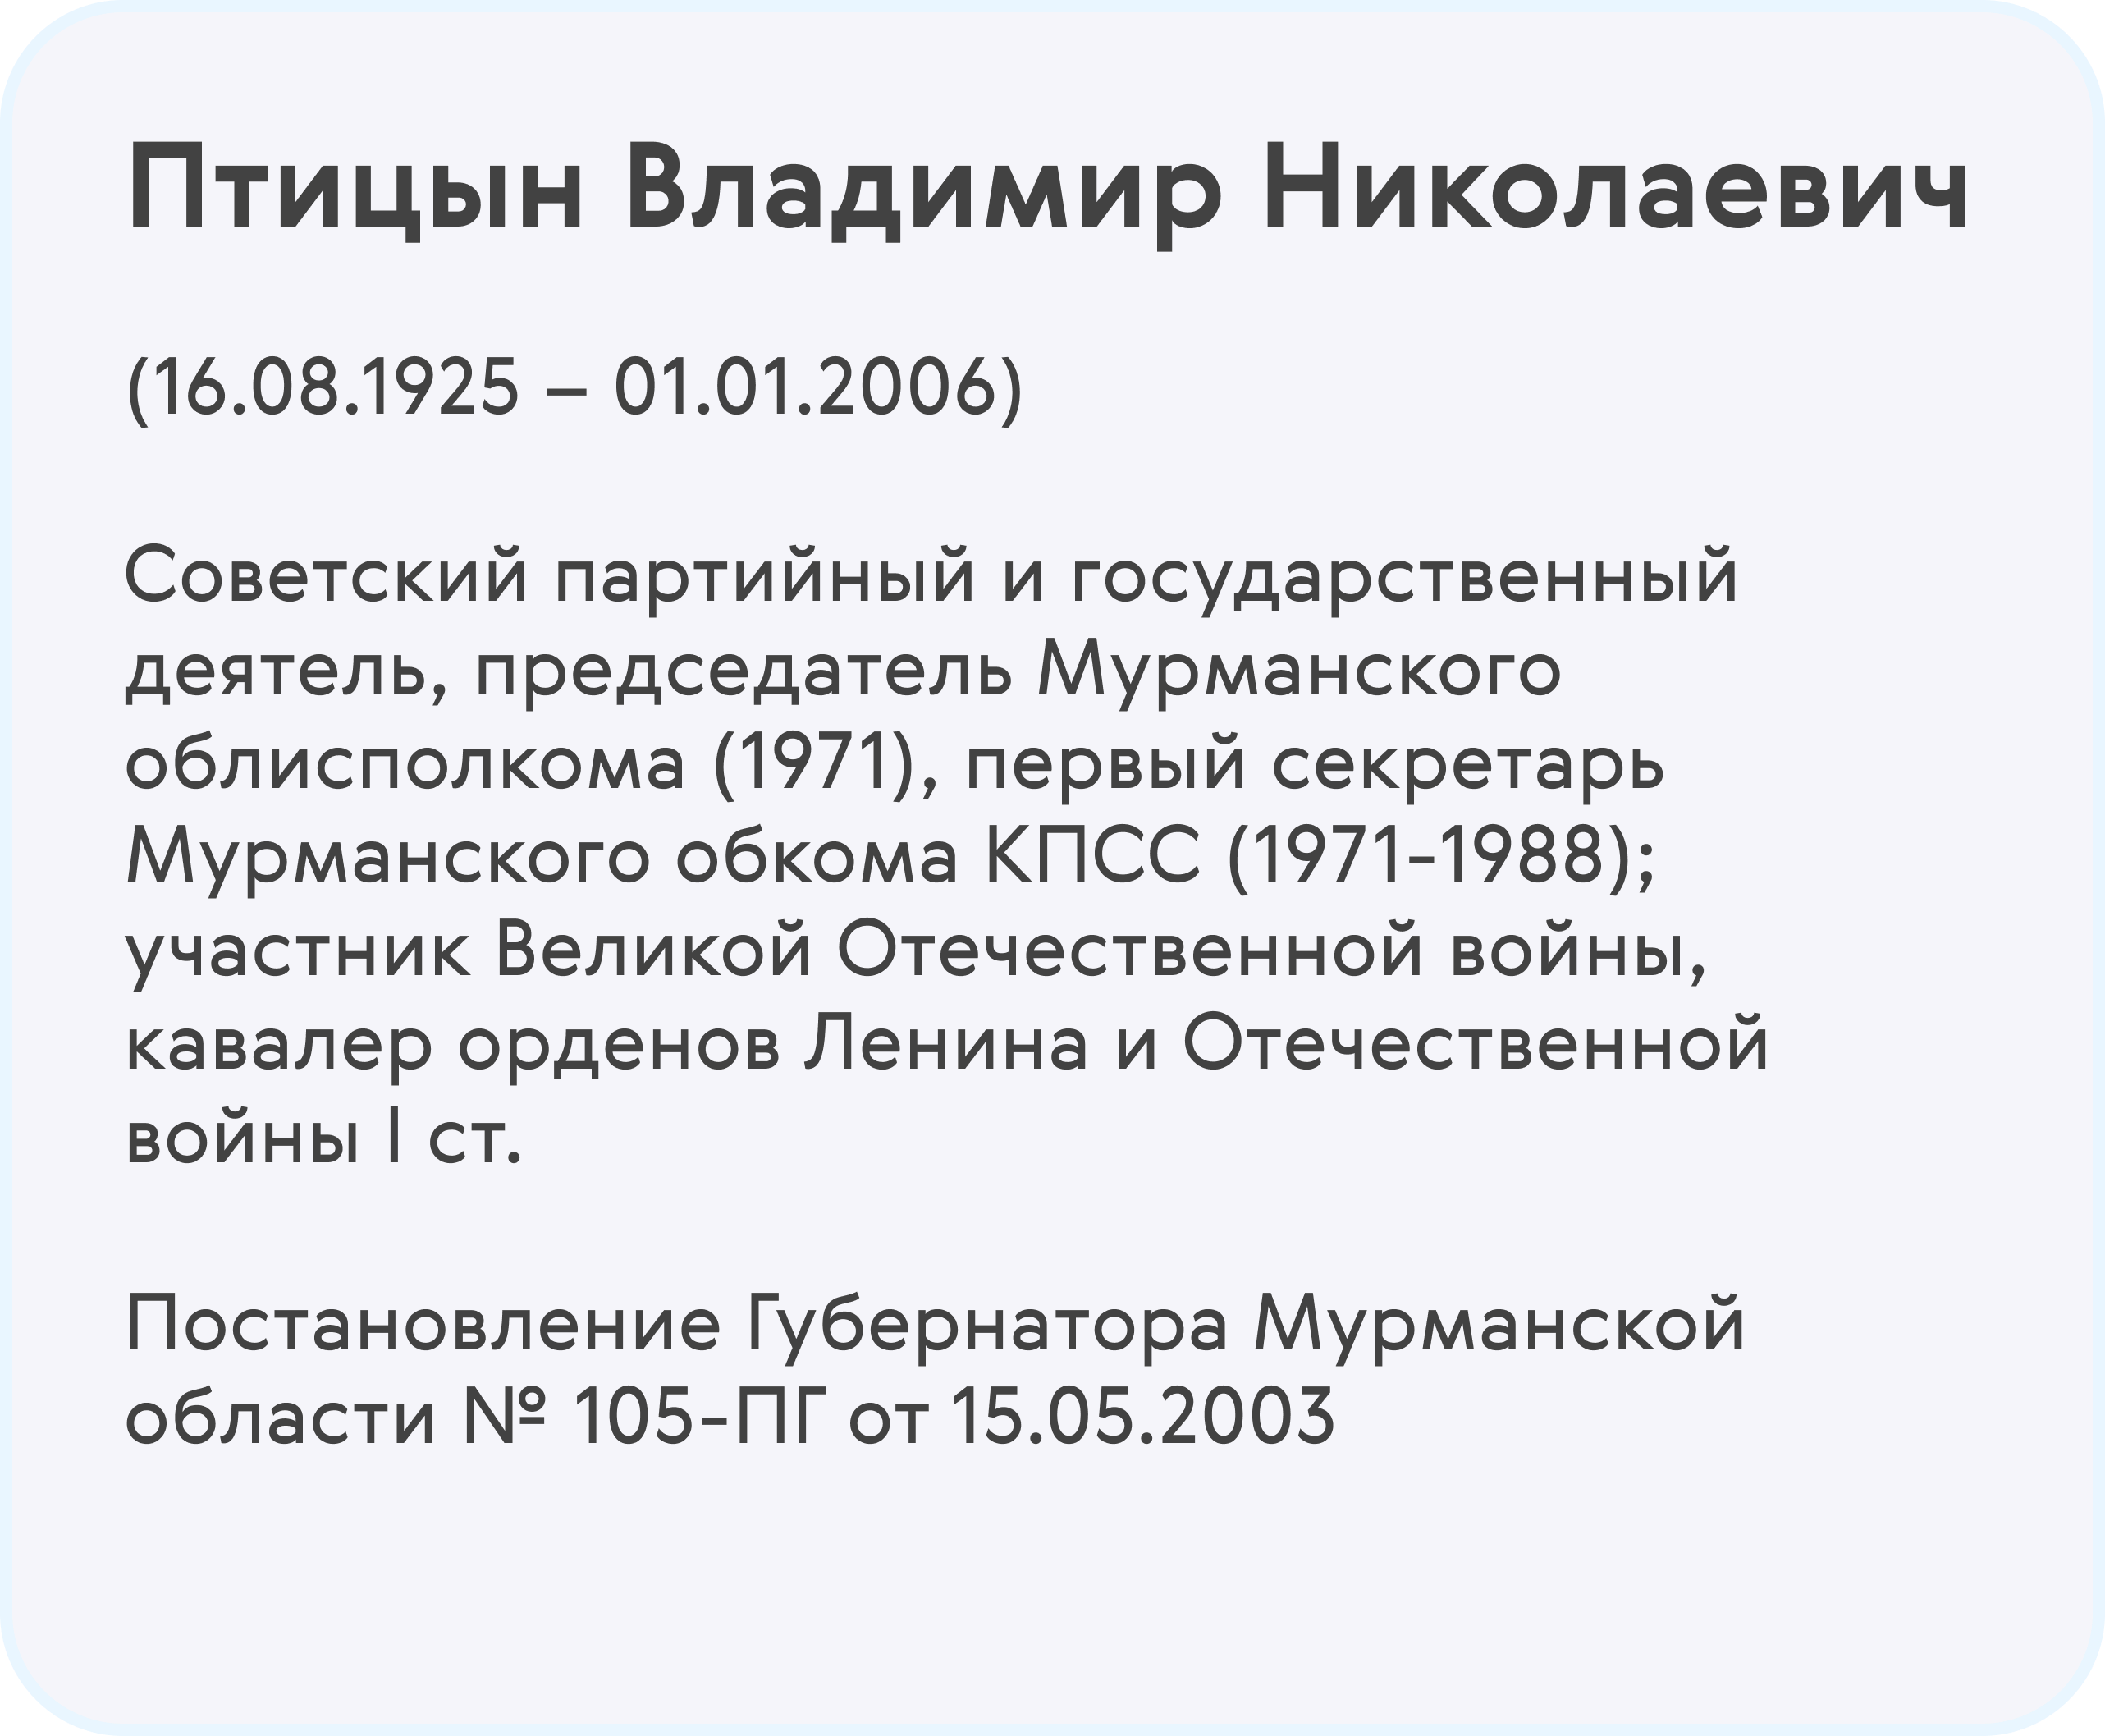 Птицын Владимир Николаевич
(16.08.1925 – 01.01.2006)
Советский партийный и государственный
деятель, председатель Мурманского
облисполкома (1971), первый секретарь
Мурманского обкома КПСС (1971-1988);
участник Великой Отечественной войны,
кавалер орденов Ленина и Отечественной
войны I ст.
Постановление Губернатора Мурманской
области № 105-ПГ от 15.05.2003